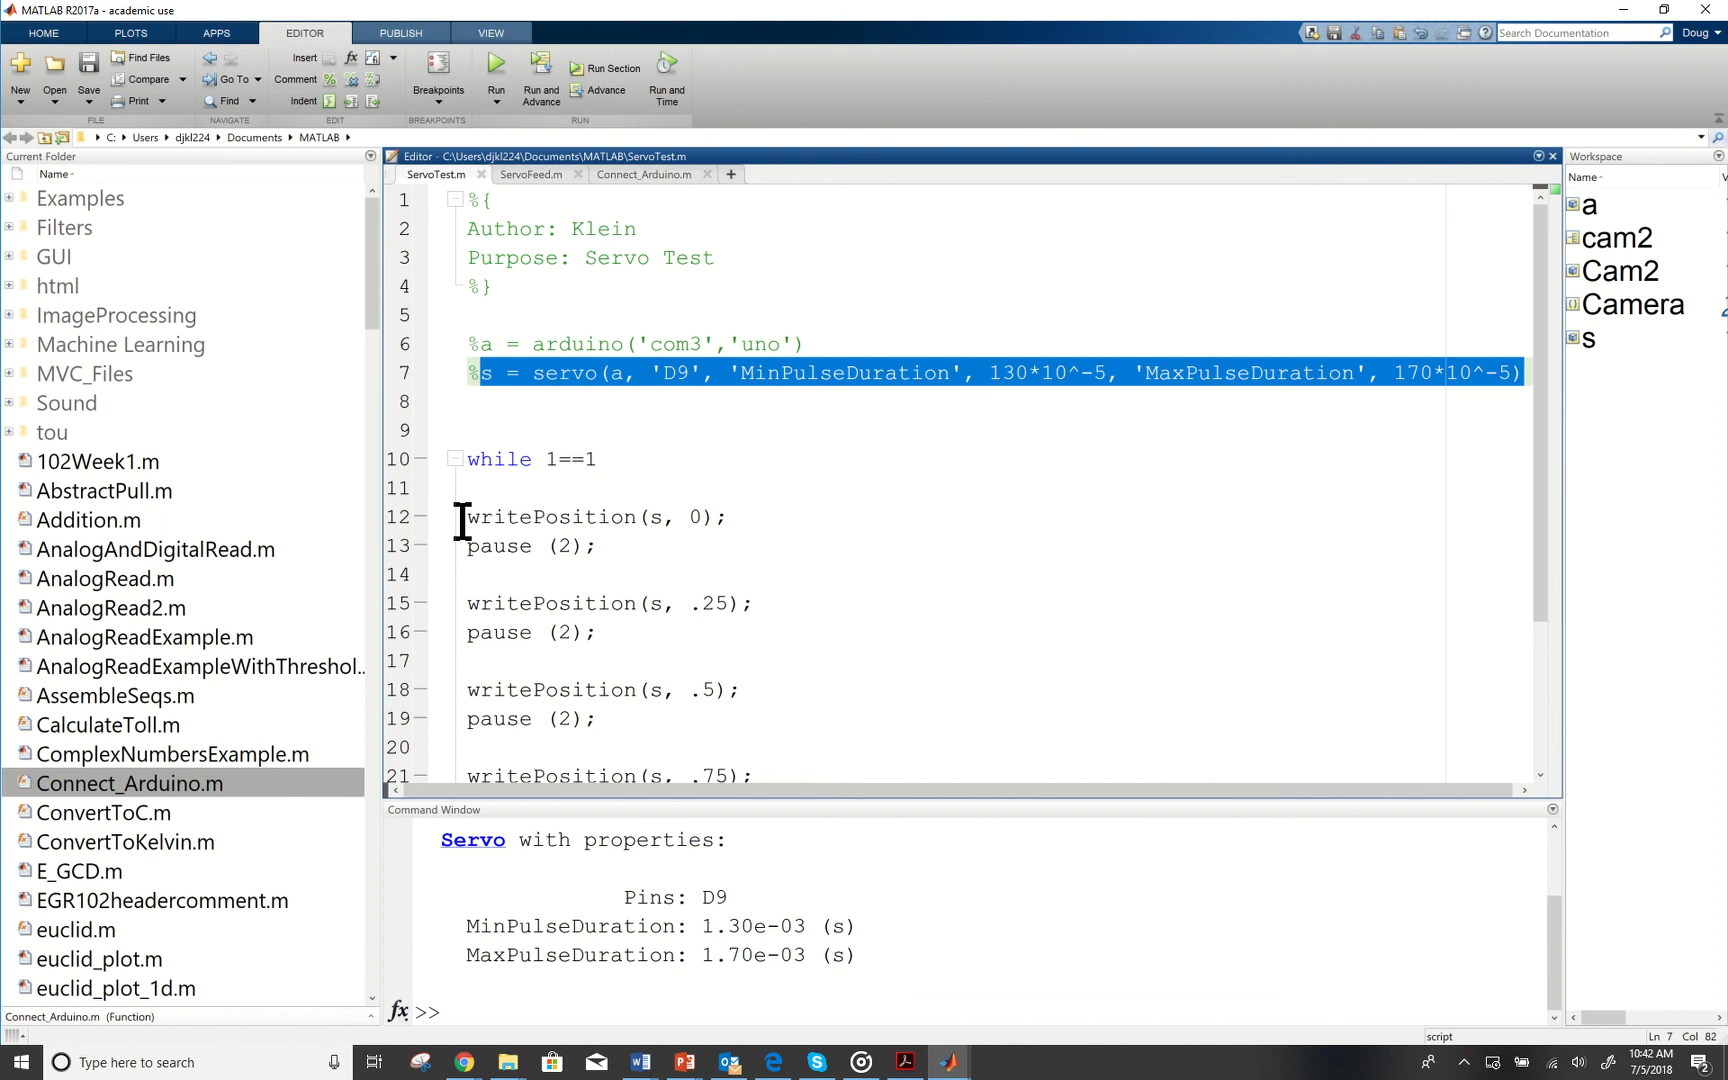 MATLAB R2017a - academic use
HOME PLOTS APPS EDITOR PUBLISH VIEW Search Documentation Doug
New Open Save Find Files Compare Print Go To Find Insert Comment Indent Breakpoints Run Run and Advance Run Section Advance Run and Time
FILE NAVIGATE EDIT BREAKPOINTS RUN
C: Users djkl224 Documents MATLAB
Current Folder
Name
Examples
Filters
GUI
html
ImageProcessing
Machine Learning
MVC_Files
Sound
tou
102Week1.m
AbstractPull.m
Addition.m
AnalogAndDigitalRead.m
AnalogRead.m
AnalogRead2.m
AnalogReadExample.m
AnalogReadExampleWithThreshol..
AssembleSeqs.m
CalculateToll.m
ComplexNumbersExample.m
Connect_Arduino.m
ConvertToC.m
ConvertToKelvin.m
E_GCD.m
EGR102headercomment.m
euclid.m
euclid_plot.m
euclid_plot_1d.m
Connect_Arduino.m (Function)
Editor - C:\Users\djkl224\Documents\MATLAB\ServoTest.m
ServoTest.m ServoFeed.m Connect_Arduino.m
1 %{
2 Author: Klein
3 Purpose: Servo Test
4 %}
5
6 %a = arduino('com3','uno')
7 %s = servo(a, 'D9', 'MinPulseDuration', 130*10^-5, 'MaxPulseDuration', 170*10^-5)
8
9
10 while 1==1
11
12 writePosition(s, 0);
13 pause (2);
14
15 writePosition(s, .25);
16 pause (2);
17
18 writePosition(s, .5);
19 pause (2);
20
21 writePosition(s, .75);
Command Window
Servo with properties:
Pins: D9
MinPulseDuration: 1.30e-03 (s)
MaxPulseDuration: 1.70e-03 (s)
fx >>
Workspace
Name
a
cam2
Cam2
Camera
s
script Ln 7 Col 82
Type here to search
10:42 AM
7/5/2018